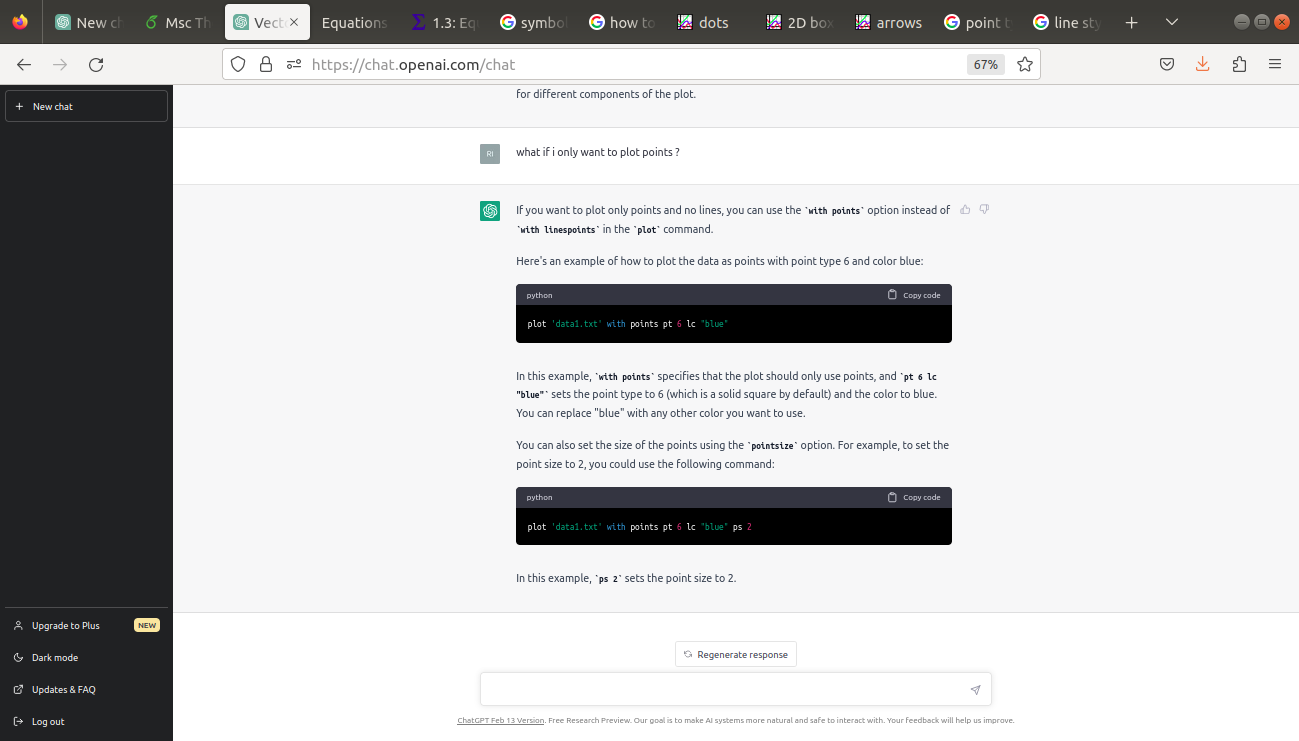 New ch
Msc Th
Vect
Equations
1.3: Eq
symbol
how to
dots
2D box
arrows
point t
line sty
https://chat.openai.com/chat
67%
New chat
for different components of the plot.
RI
what if i only want to plot points ?
If you want to plot only points and no lines, you can use the `with points` option instead of
`with linespoints` in the `plot` command.
Here's an example of how to plot the data as points with point type 6 and color blue:
python
Copy code
plot 'data1.txt' with points pt 6 lc "blue"
In this example, `with points` specifies that the plot should only use points, and `pt 6 lc
"blue"` sets the point type to 6 (which is a solid square by default) and the color to blue.
You can replace "blue" with any other color you want to use.
You can also set the size of the points using the `pointsize` option. For example, to set the
point size to 2, you could use the following command:
python
Copy code
plot 'data1.txt' with points pt 6 lc "blue" ps 2
In this example, `ps 2` sets the point size to 2.
Upgrade to Plus
NEW
Dark mode
Updates & FAQ
Log out
Regenerate response
ChatGPT Feb 13 Version. Free Research Preview. Our goal is to make AI systems more natural and safe to interact with. Your feedback will help us improve.